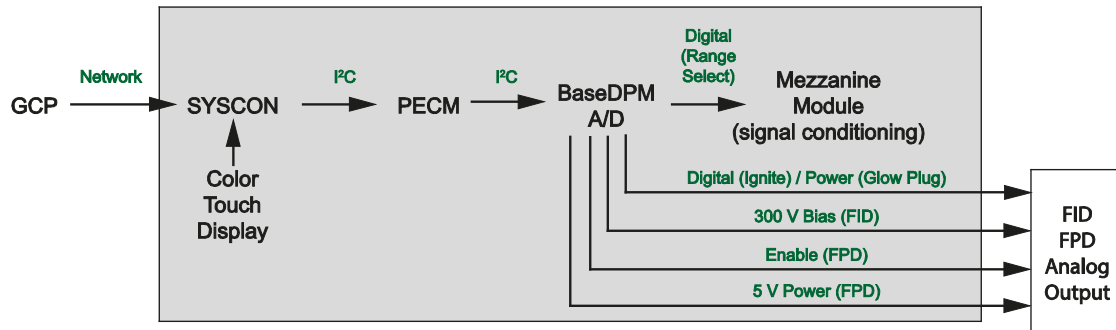 GCP
Network
SYSCON
Color
Touch
Display
I²C
PECM
I²C
BaseDPM
A/D
Digital
(Range
Select)
Mezzanine
Module
(signal conditioning)
Digital (Ignite) / Power (Glow Plug)
300 V Bias (FID)
Enable (FPD)
5 V Power (FPD)
FID
FPD
Analog
Output